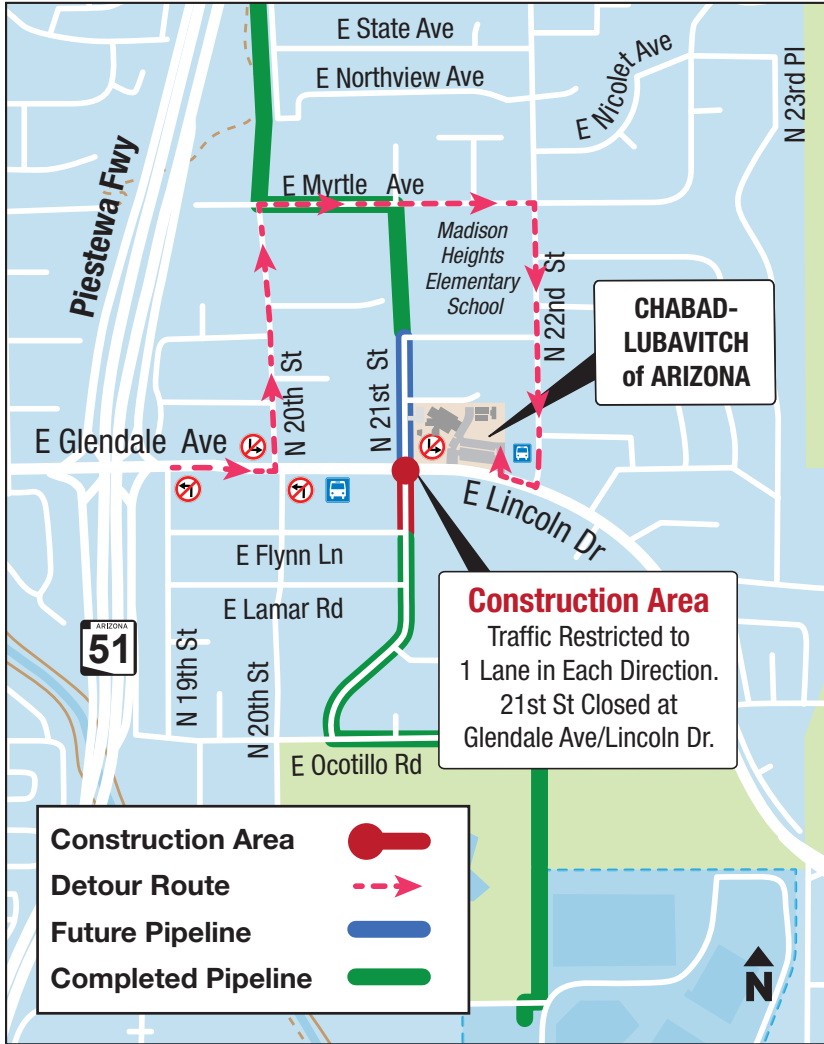 E State Ave
E Northview Ave
E Nicolet Ave
N 23rd Pl
Piestewa Fwy
E Myrtle Ave
Madison
Heights
Elementary
School
N 22nd St
CHABAD-
LUBAVITCH
of ARIZONA
N 20th St
N 21st St
E Glendale Ave
E Lincoln Dr
E Flynn Ln
E Lamar Rd
ARIZONA
51
N 19th St
N 20th St
E Ocotillo Rd
Construction Area
Traffic Restricted to
1 Lane in Each Direction.
21st St Closed at
Glendale Ave/Lincoln Dr.
Construction Area
Detour Route
Future Pipeline
Completed Pipeline
N